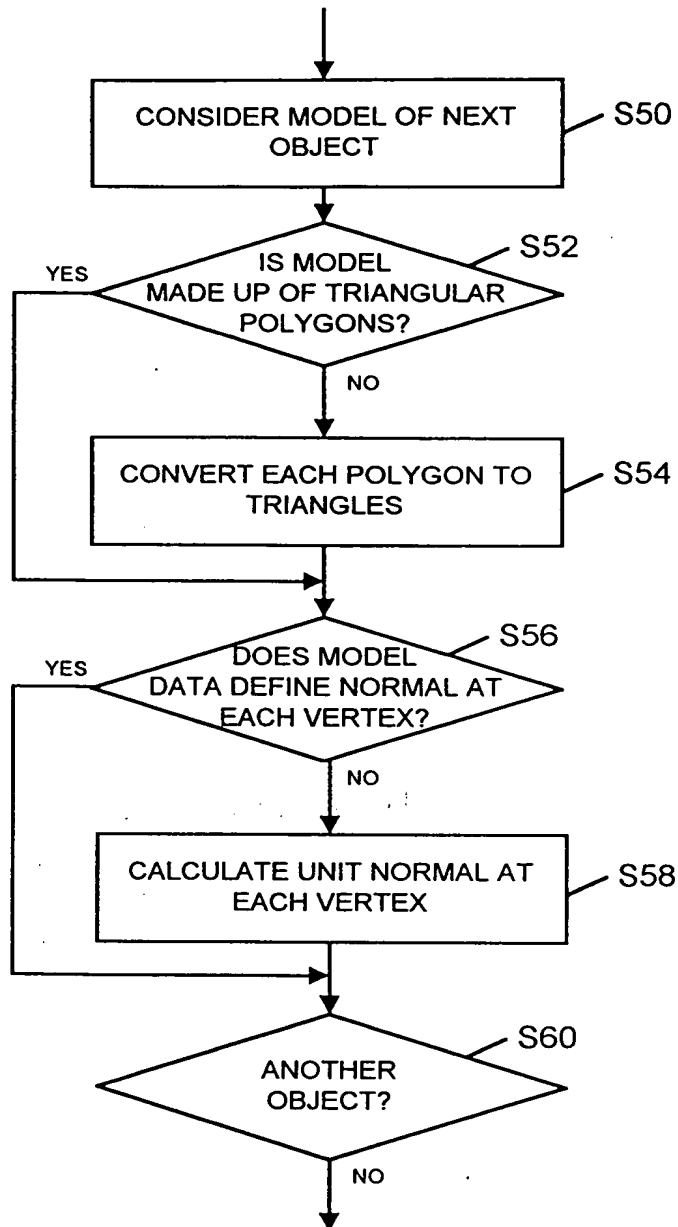 CONSIDER MODEL OF NEXT
OBJECT
S50
S52
YES
IS MODEL
MADE UP OF TRIANGULAR
POLYGONS?
NO
CONVERT EACH POLYGON TO
TRIANGLES
S54
S56
YES
DOES MODEL
DATA DEFINE NORMAL AT
EACH VERTEX?
NO
CALCULATE UNIT NORMAL AT
EACH VERTEX
S58
S60
ANOTHER
OBJECT?
NO